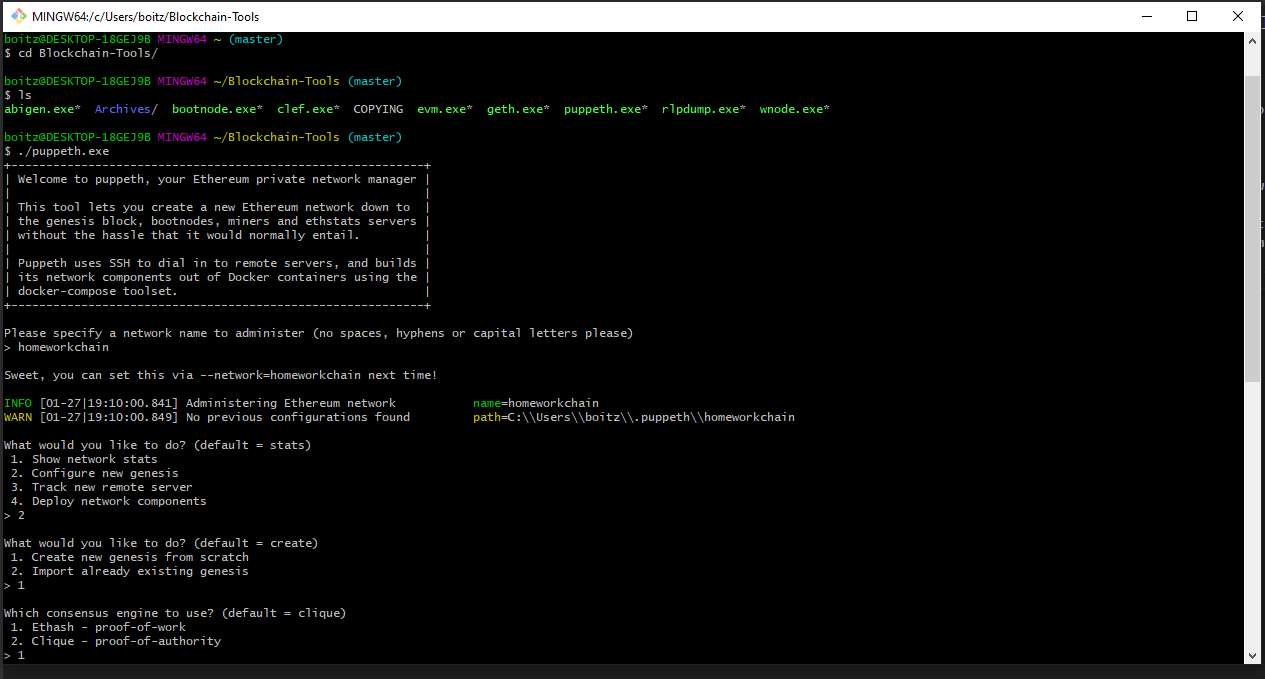 MINGW64:/c/Users/boitz/Blockchain-Tools
boitz@DESKTOP-18GEJ9B MINGW64 ~ (master)
$ cd Blockchain-Tools/
boitz@DESKTOP-18GEJ9B MINGW64 ~/Blockchain-Tools (master)
$ ls
abigen.exe*  Archives/  bootnode.exe*  clef.exe*  COPYING  evm.exe*  geth.exe*  puppeth.exe*  rlpdump.exe*  wnode.exe*
boitz@DESKTOP-18GEJ9B MINGW64 ~/Blockchain-Tools (master)
$ ./puppeth.exe
+-----------------------------------------------------------+
| Welcome to puppeth, your Ethereum private network manager |
|                                                           |
| This tool lets you create a new Ethereum network down to  |
| the genesis block, bootnodes, miners and ethstats servers |
| without the hassle that it would normally entail.         |
|                                                           |
| Puppeth uses SSH to dial in to remote servers, and builds |
| its network components out of Docker containers using the |
| docker-compose toolset.                                   |
+-----------------------------------------------------------+
Please specify a network name to administer (no spaces, hyphens or capital letters please)
> homeworkchain
Sweet, you can set this via --network=homeworkchain next time!
INFO [01-27|19:10:00.841] Administering Ethereum network           name=homeworkchain
WARN [01-27|19:10:00.849] No previous configurations found         path=C:\\Users\\boitz\\.puppeth\\homeworkchain
What would you like to do? (default = stats)
 1. Show network stats
 2. Configure new genesis
 3. Track new remote server
 4. Deploy network components
> 2
What would you like to do? (default = create)
 1. Create new genesis from scratch
 2. Import already existing genesis
> 1
Which consensus engine to use? (default = clique)
 1. Ethash - proof-of-work
 2. Clique - proof-of-authority
> 1